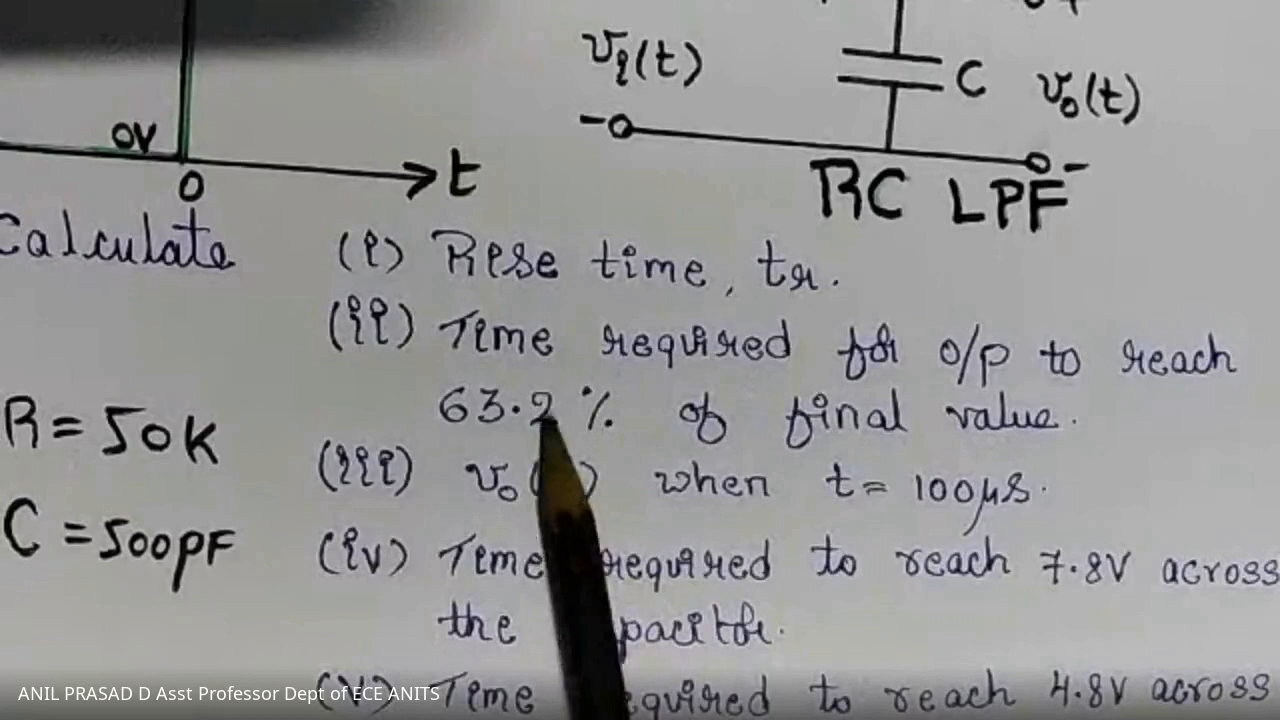 vi(t)
C
vo(t)
-
-
0V
t
0
RC LPF
Calculate (i) Rise time, tr.
(ii) Time required for o/p to reach
63.2% of final value.
R = 50K
(iii) vo( ) when t = 100μs.
C = 500pF
(iv) Time required to reach 7.8V across
the
(v) Time required to reach 4.8V across
ANIL PRASAD D Asst Professor Dept of ECE ANITS